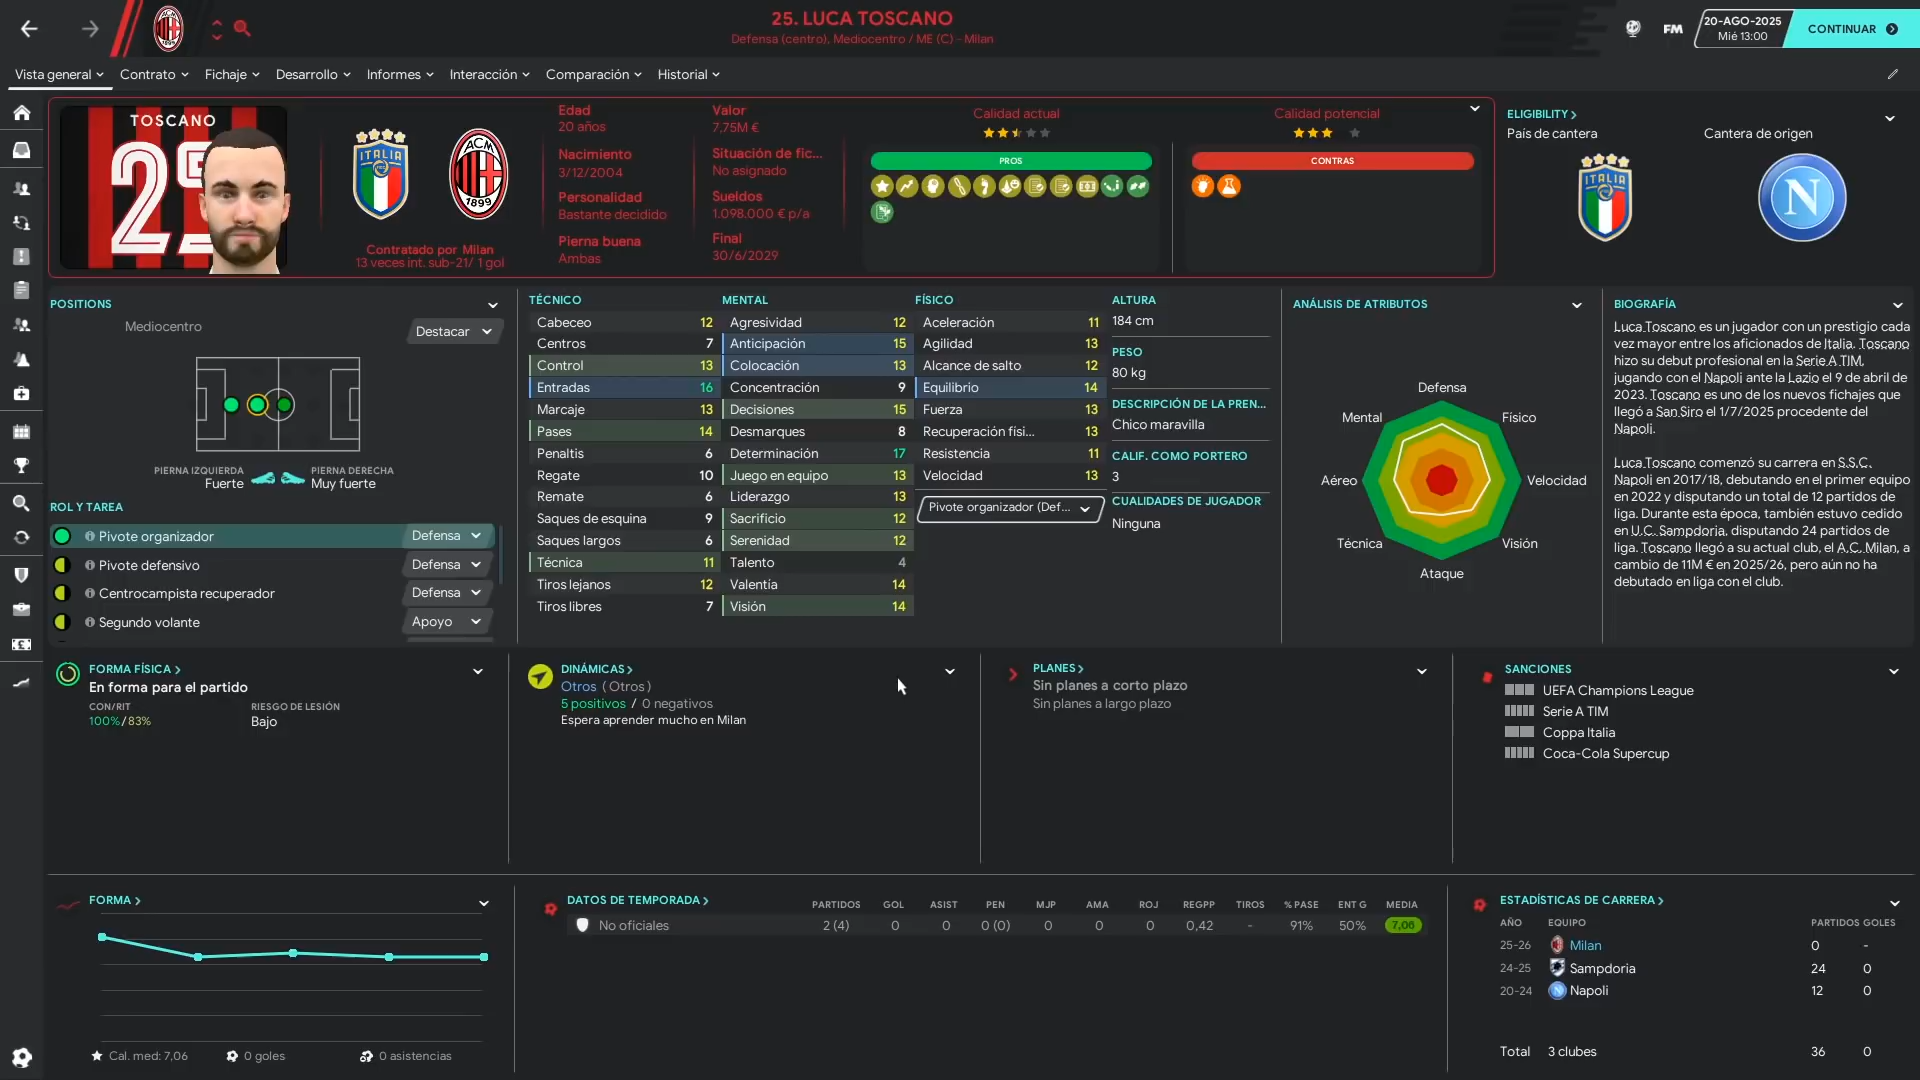 25. LUCA TOSCANO
Defensa (centro), Mediocentro / ME (C) - Milan
FM
20-AGO-2025
Mié 13:00
CONTINUAR
Vista general
Contrato
Fichaje
Desarrollo
Informes
Interacción
Comparación
Historial
TOSCANO
ITALIA
ACM
1899
Contratado por Milan
13 veces int. sub-21/ 1 gol
Edad
20 años
Nacimiento
3/12/2004
Personalidad
Bastante decidido
Pierna buena
Ambas
Valor
7,75M €
Situación de fic...
No asignado
Sueldos
1.098.000 € p/a
Final
30/6/2029
Calidad actual
PROS
Calidad potencial
CONTRAS
ELIGIBILITY
País de cantera
Cantera de origen
ITALIA
N
POSITIONS
Mediocentro
Destacar
PIERNA IZQUIERDA
Fuerte
PIERNA DERECHA
Muy fuerte
ROL Y TAREA
Pivote organizador Defensa
Pivote defensivo Defensa
Centrocampista recuperador Defensa
Segundo volante Apoyo
TÉCNICO
Cabeceo 12
Centros 7
Control 13
Entradas 16
Marcaje 13
Pases 14
Penaltis 6
Regate 10
Remate 6
Saques de esquina 9
Saques largos 6
Técnica 11
Tiros lejanos 12
Tiros libres 7
MENTAL
Agresividad 12
Anticipación 15
Colocación 13
Concentración 9
Decisiones 15
Desmarques 8
Determinación 17
Juego en equipo 13
Liderazgo 13
Sacrificio 12
Serenidad 12
Talento 4
Valentía 14
Visión 14
FÍSICO
Aceleración 11
Agilidad 13
Alcance de salto 12
Equilibrio 14
Fuerza 13
Recuperación físi... 13
Resistencia 11
Velocidad 13
Pivote organizador (Def...
ALTURA
184 cm
PESO
80 kg
DESCRIPCIÓN DE LA PREN...
Chico maravilla
CALIF. COMO PORTERO
3
CUALIDADES DE JUGADOR
Ninguna
ANÁLISIS DE ATRIBUTOS
Defensa
Físico
Velocidad
Visión
Ataque
Técnica
Aéreo
Mental
BIOGRAFÍA
Luca Toscano es un jugador con un prestigio cada
vez mayor entre los aficionados de Italia. Toscano
hizo su debut profesional en la Serie A TIM,
jugando con el Napoli ante la Lazio el 9 de abril de
2023. Toscano es uno de los nuevos fichajes que
llegó a San Siro el 1/7/2025 procedente del
Napoli.
Luca Toscano comenzó su carrera en S.S.C.
Napoli en 2017/18, debutando en el primer equipo
en 2022 y disputando un total de 12 partidos de
liga. Durante esta época, también estuvo cedido
en U.C. Sampdoria, disputando 24 partidos de
liga. Toscano llegó a su actual club, el A.C. Milan, a
cambio de 11M € en 2025/26, pero aún no ha
debutado en liga con el club.
FORMA FÍSICA
En forma para el partido
CON/RIT
100%/83%
RIESGO DE LESIÓN
Bajo
DINÁMICAS
Otros (Otros)
5 positivos / 0 negativos
Espera aprender mucho en Milan
PLANES
Sin planes a corto plazo
Sin planes a largo plazo
SANCIONES
UEFA Champions League
Serie A TIM
Coppa Italia
Coca-Cola Supercup
FORMA
Cal. med: 7,06
0 goles
0 asistencias
DATOS DE TEMPORADA PARTIDOS GOL ASIST PEN MJP AMA ROJ REGPP TIROS % PASE ENT G MEDIA
No oficiales 2 (4) 0 0 0 (0) 0 0 0 0,42 - 91% 50% 7,06
ESTADÍSTICAS DE CARRERA
AÑO EQUIPO PARTIDOS GOLES
25-26 Milan 0 -
24-25 Sampdoria 24 0
20-24 Napoli 12 0
Total 3 clubes 36 0